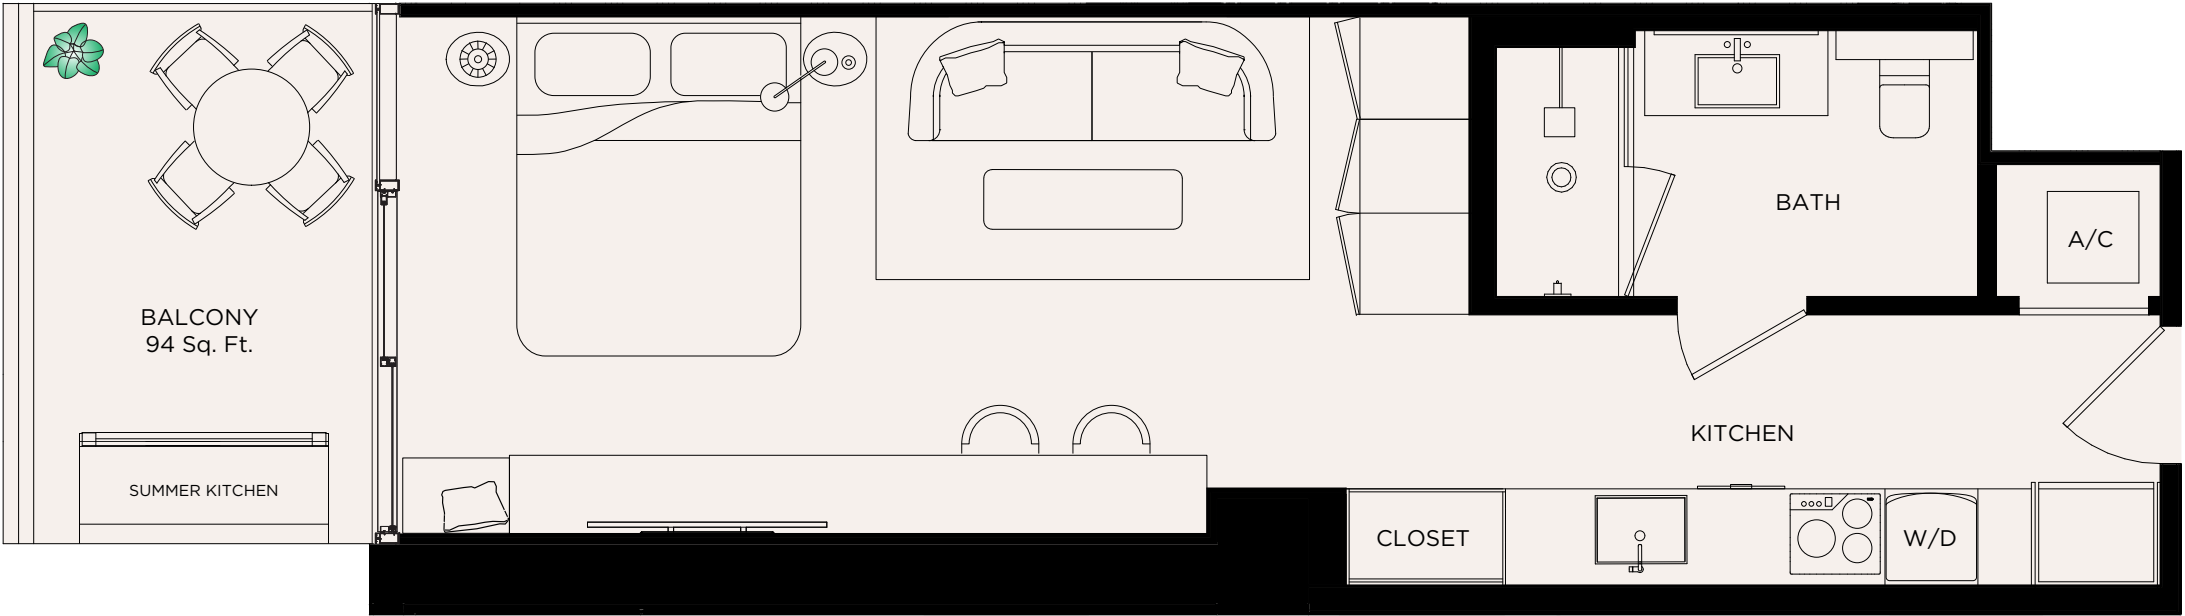 BALCONY
94 Sq. Ft.
SUMMER KITCHEN
BATH
A/C
KITCHEN
CLOSET
W/D